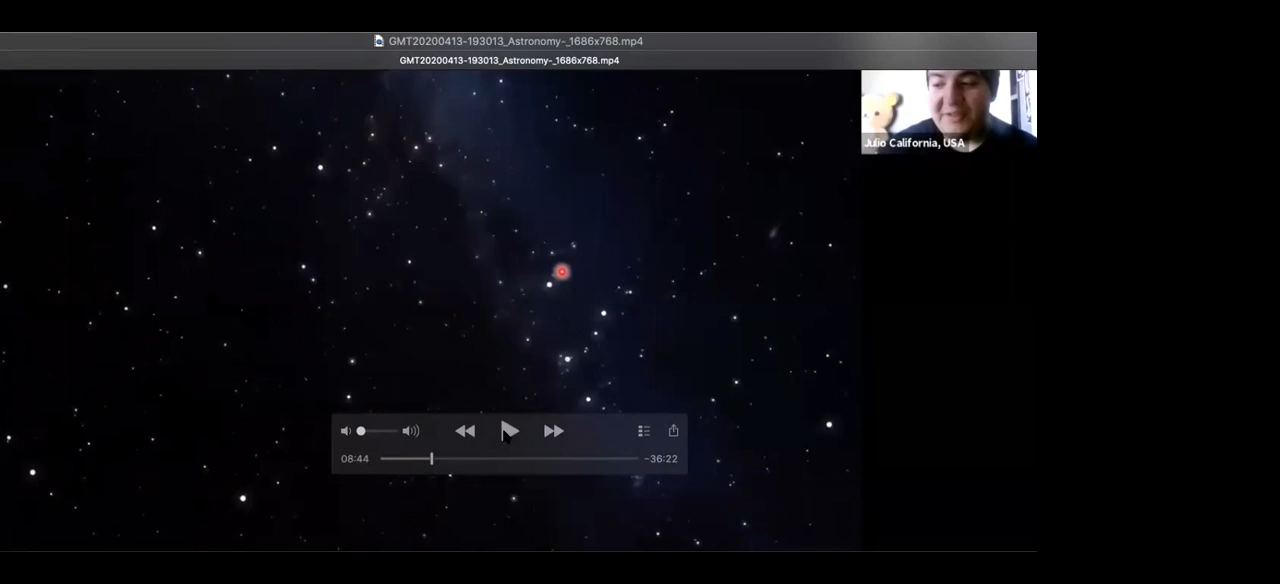 GMT20200413-193013_Astronomy-_1686x768.mp4
GMT20200413-193013_Astronomy-_1686x768.mp4
Julio California, USA
08:44
-36:22